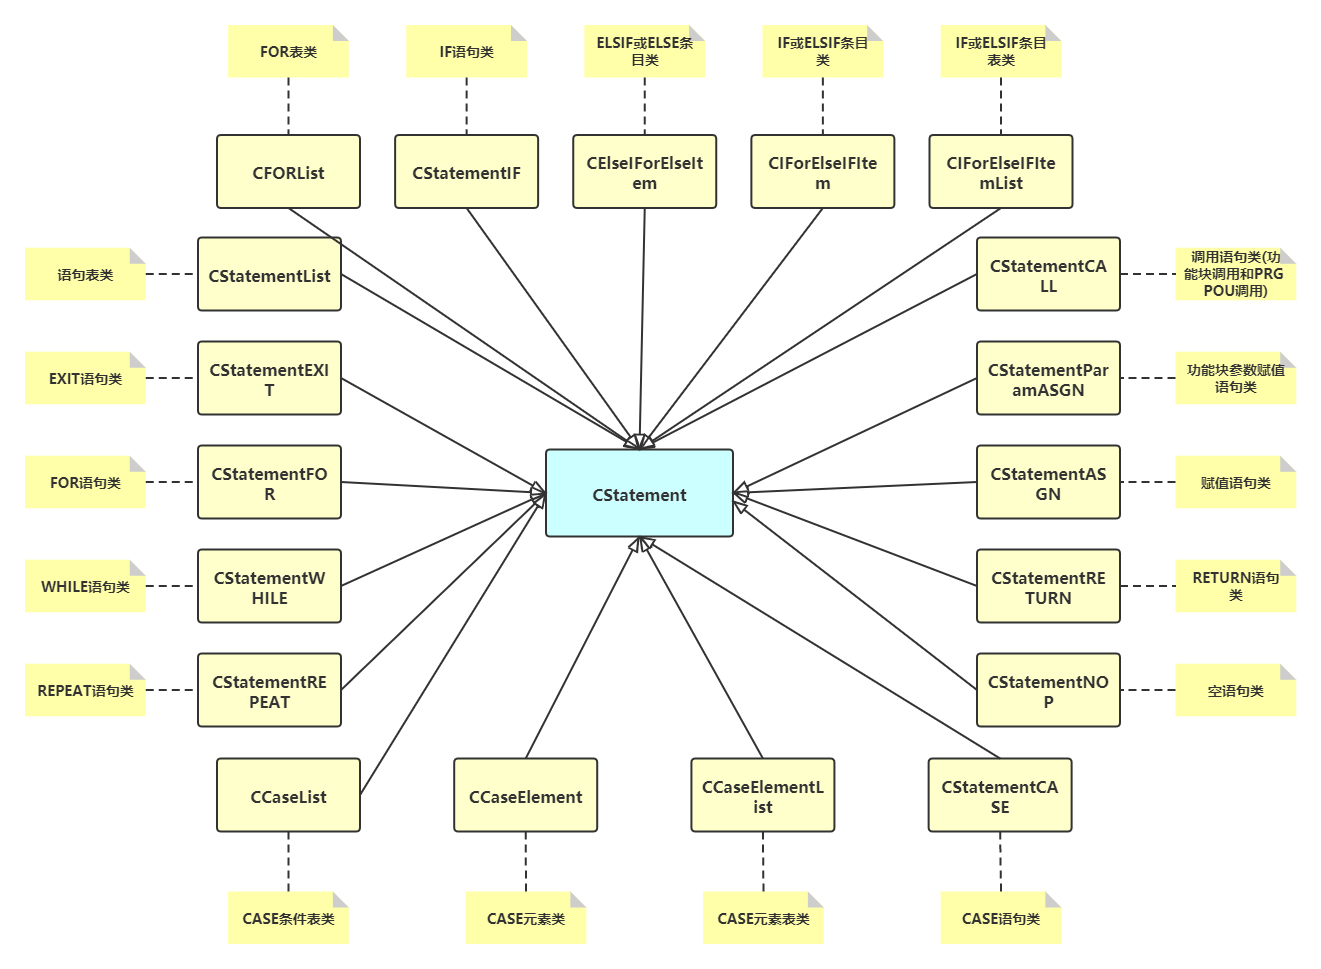 FOR表类
IF语句类
ELSIF或ELSE条
目类
IF或ELSIF条目
类
IF或ELSIF条目
表类
CFORList
CStatementIF
CElseIForElseIt
em
CIForElseIFIte
m
CIForElseIFIte
mList
语句表类
CStatementList
CStatementCA
LL
调用语句类(功
能块调用和PRG
POU调用)
EXIT语句类
CStatementEXI
T
CStatementPar
amASGN
功能块参数赋值
语句类
FOR语句类
CStatementFO
R
CStatement
CStatementAS
GN
赋值语句类
WHILE语句类
CStatementW
HILE
CStatementRE
TURN
RETURN语句
类
REPEAT语句类
CStatementRE
PEAT
CStatementNO
P
空语句类
CCaseList
CCaseElement
CCaseElementL
ist
CStatementCA
SE
CASE条件表类
CASE元素类
CASE元素表类
CASE语句类